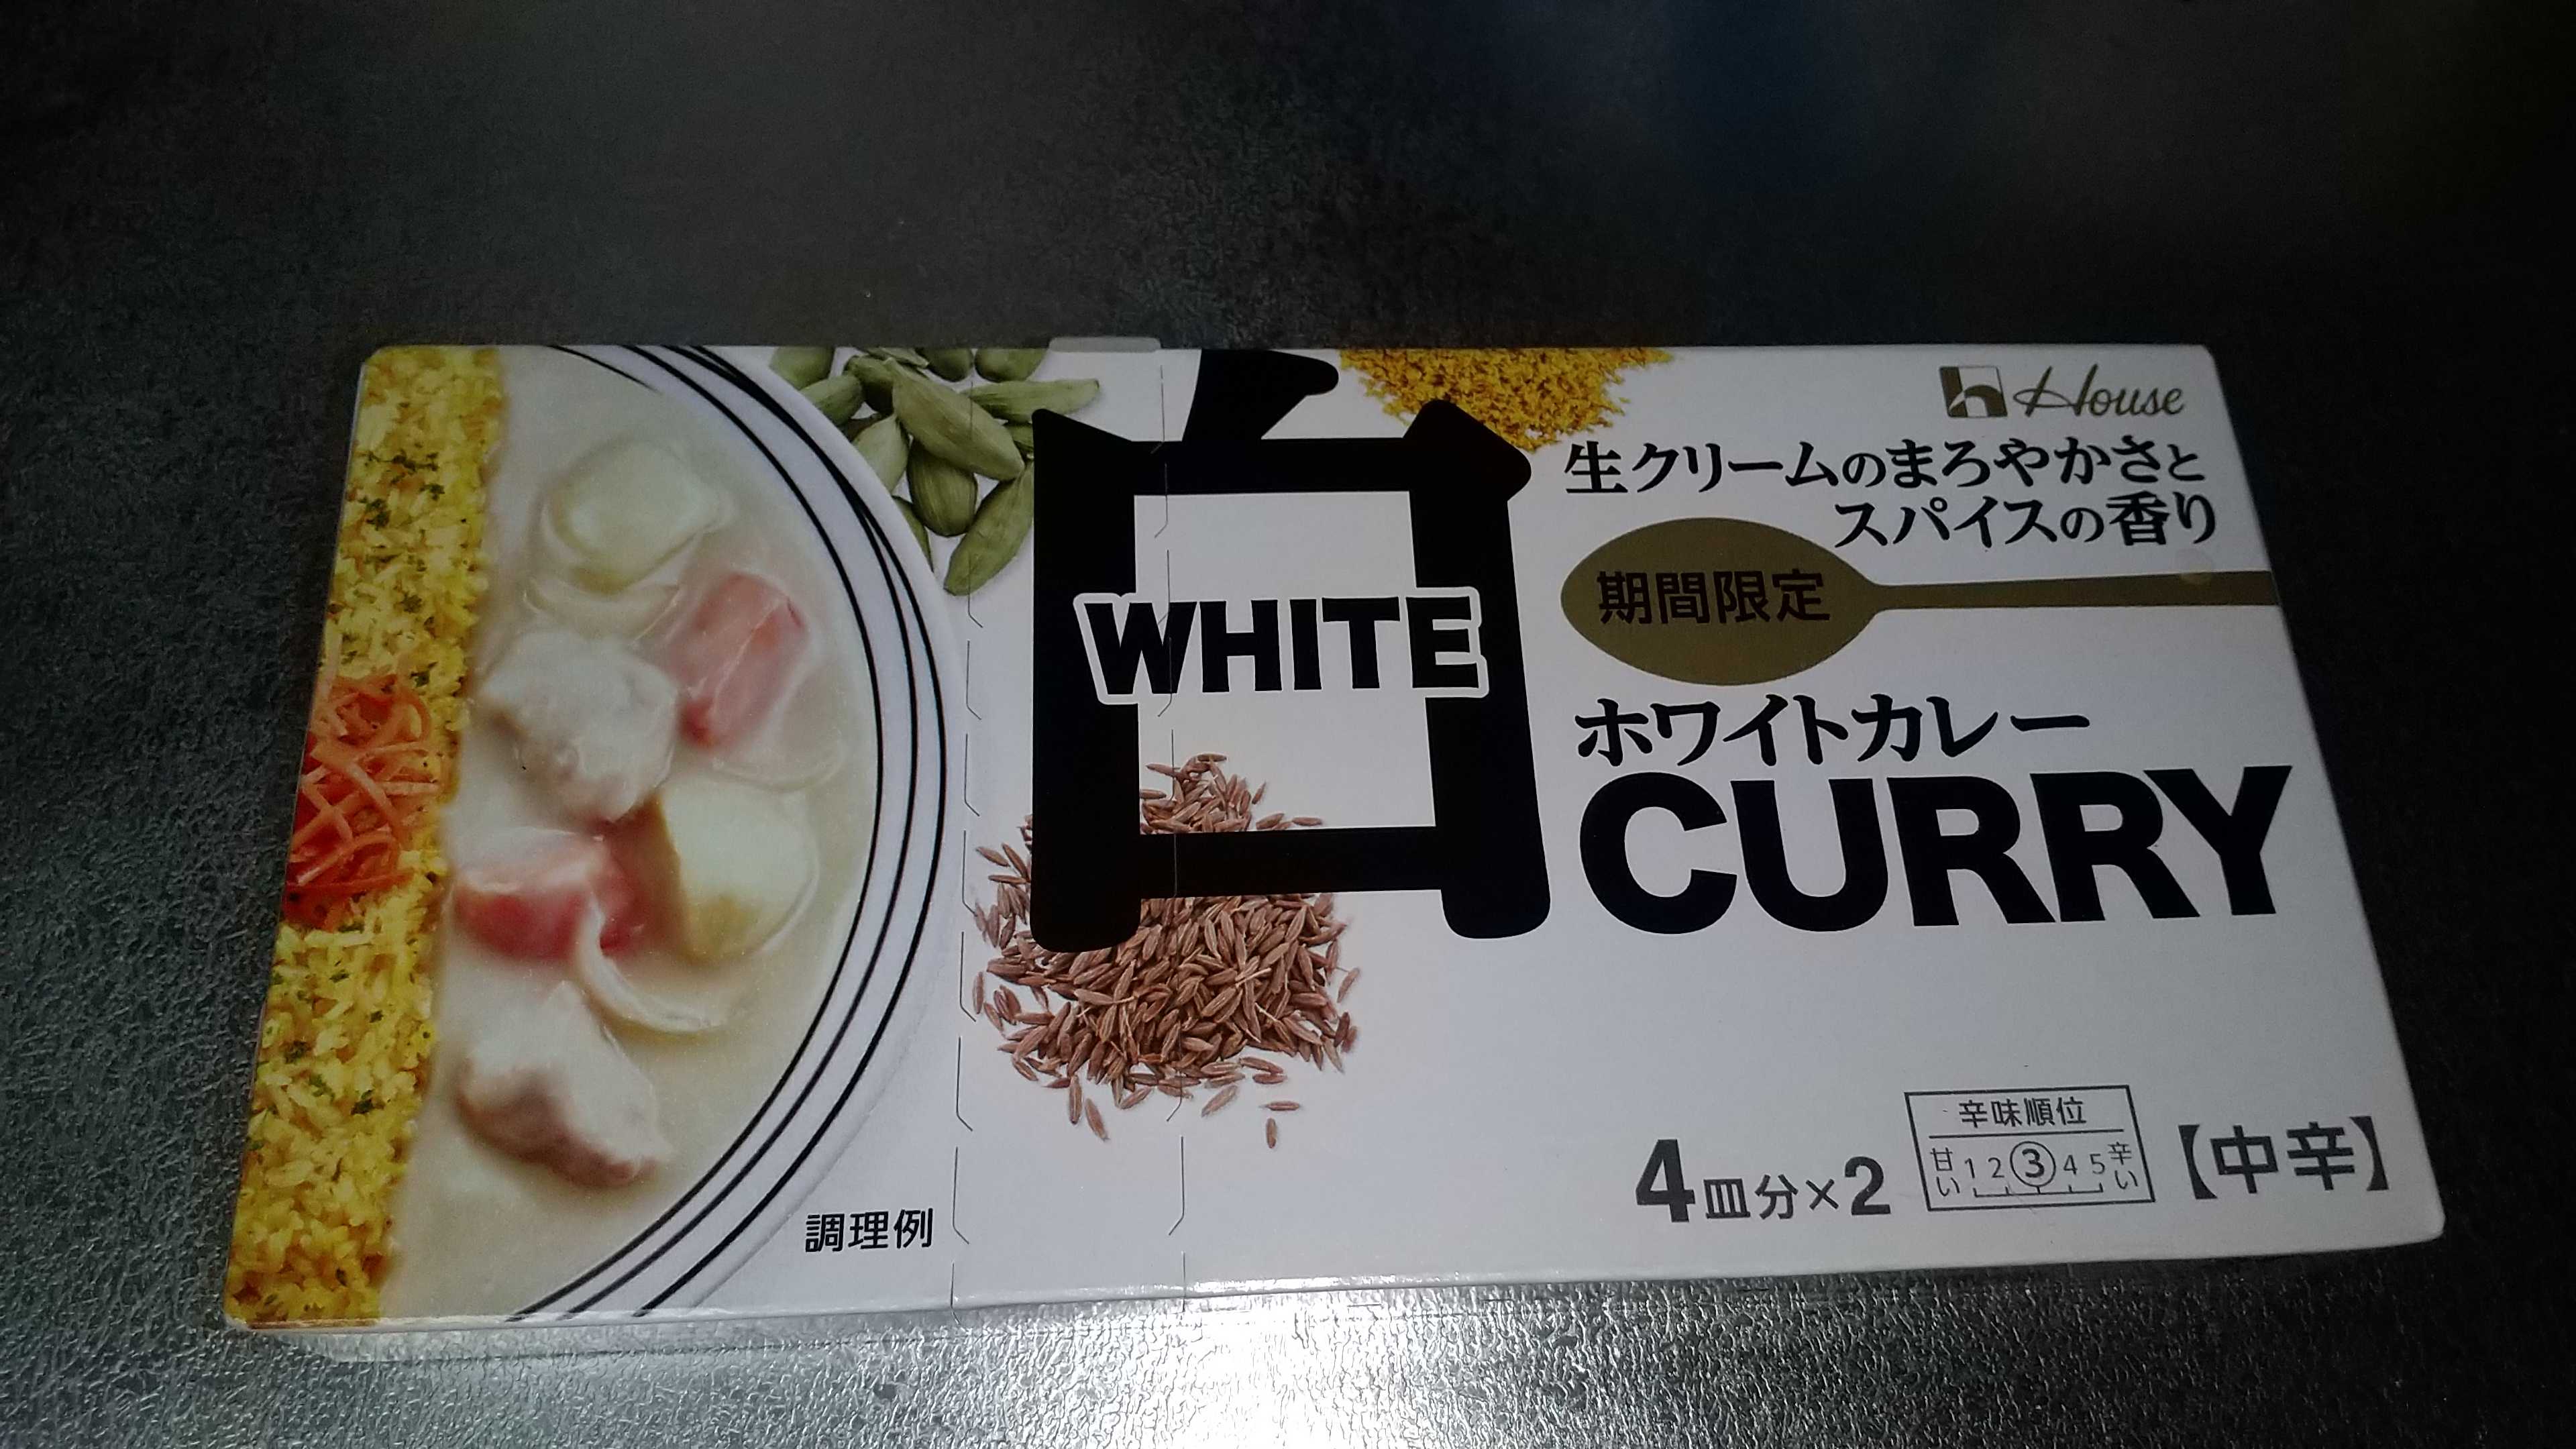 House
生クリームのまろやかさと
スパイスの香り
期間限定
白
WHITE
ホワイトカレー
CURRY
調理例
4皿分×2
辛味順位
甘い 1 2 ③ 4 5 辛い
【中辛】